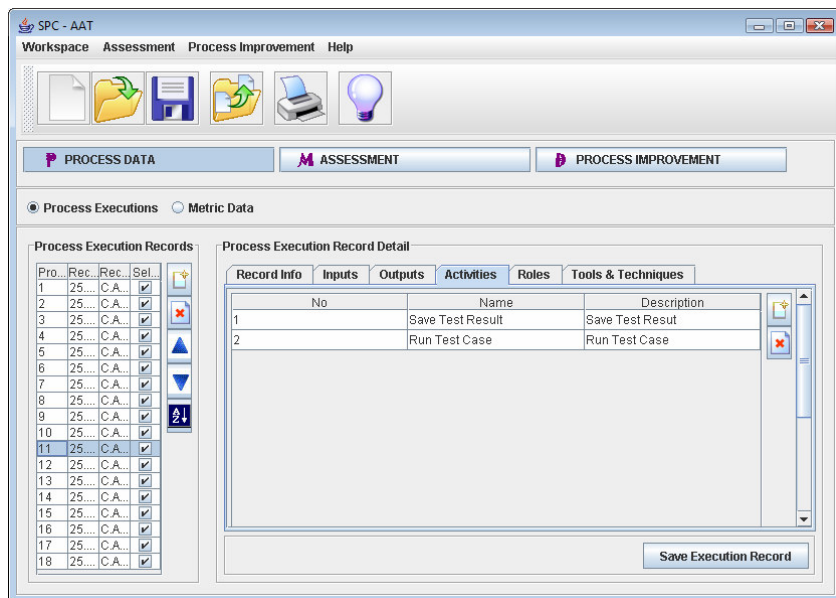 SPC - AAT
Workspace Assessment Process Improvement Help
P PROCESS DATA M ASSESSMENT D PROCESS IMPROVEMENT
Process Executions Metric Data
Process Execution Records
Pro... Rec... Rec... Sel...
1 25.... C.A...
2 25.... C.A...
3 25.... C.A...
4 25.... C.A...
5 25.... C.A...
6 25.... C.A...
7 25.... C.A...
8 25.... C.A...
9 25.... C.A...
10 25.... C.A...
11 25.... C.A...
12 25.... C.A...
13 25.... C.A...
14 25.... C.A...
15 25.... C.A...
16 25.... C.A...
17 25.... C.A...
18 25.... C.A...
A
Z
Process Execution Record Detail
Record Info Inputs Outputs Activities Roles Tools & Techniques
No Name Description
1 Save Test Result Save Test Resut
2 Run Test Case Run Test Case
Save Execution Record